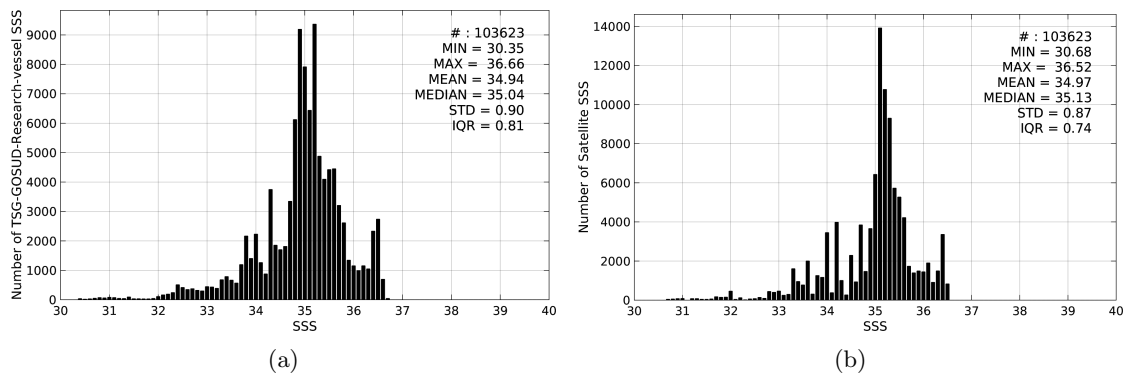 Number of TSG-GOSUD-Research-vessel SSS
9000
8000
7000
6000
5000
4000
3000
2000
1000
0
30 31 32 33 34 35 36 37 38 39 40
SSS
# : 103623
MIN = 30.35
MAX = 36.66
MEAN = 34.94
MEDIAN = 35.04
STD = 0.90
IQR = 0.81
(a)
Number of Satellite SSS
14000
12000
10000
8000
6000
4000
2000
0
30 31 32 33 34 35 36 37 38 39 40
SSS
# : 103623
MIN = 30.68
MAX = 36.52
MEAN = 34.97
MEDIAN = 35.13
STD = 0.87
IQR = 0.74
(b)